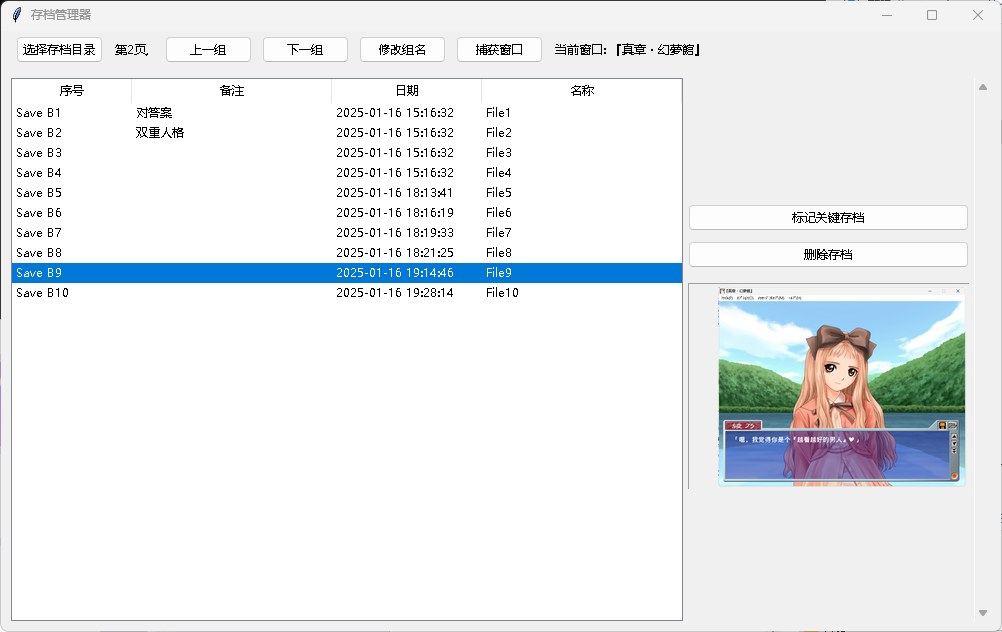 存档管理器
选择存档目录 第2页 上一组 下一组 修改组名 捕获窗口 当前窗口:『真章·幻夢館』
序号 备注 日期 名称
Save B1 对答案 2025-01-16 15:16:32 File1
Save B2 双重人格 2025-01-16 15:16:32 File2
Save B3 2025-01-16 15:16:32 File3
Save B4 2025-01-16 15:16:32 File4
Save B5 2025-01-16 18:13:41 File5
Save B6 2025-01-16 18:16:19 File6
Save B7 2025-01-16 18:19:33 File7
Save B8 2025-01-16 18:21:25 File8
Save B9 2025-01-16 19:14:46 File9
Save B10 2025-01-16 19:28:14 File10
标记关键存档
删除存档
『真章·幻夢館』
「嗯，我觉得你是个『越看越好的男人』♥」